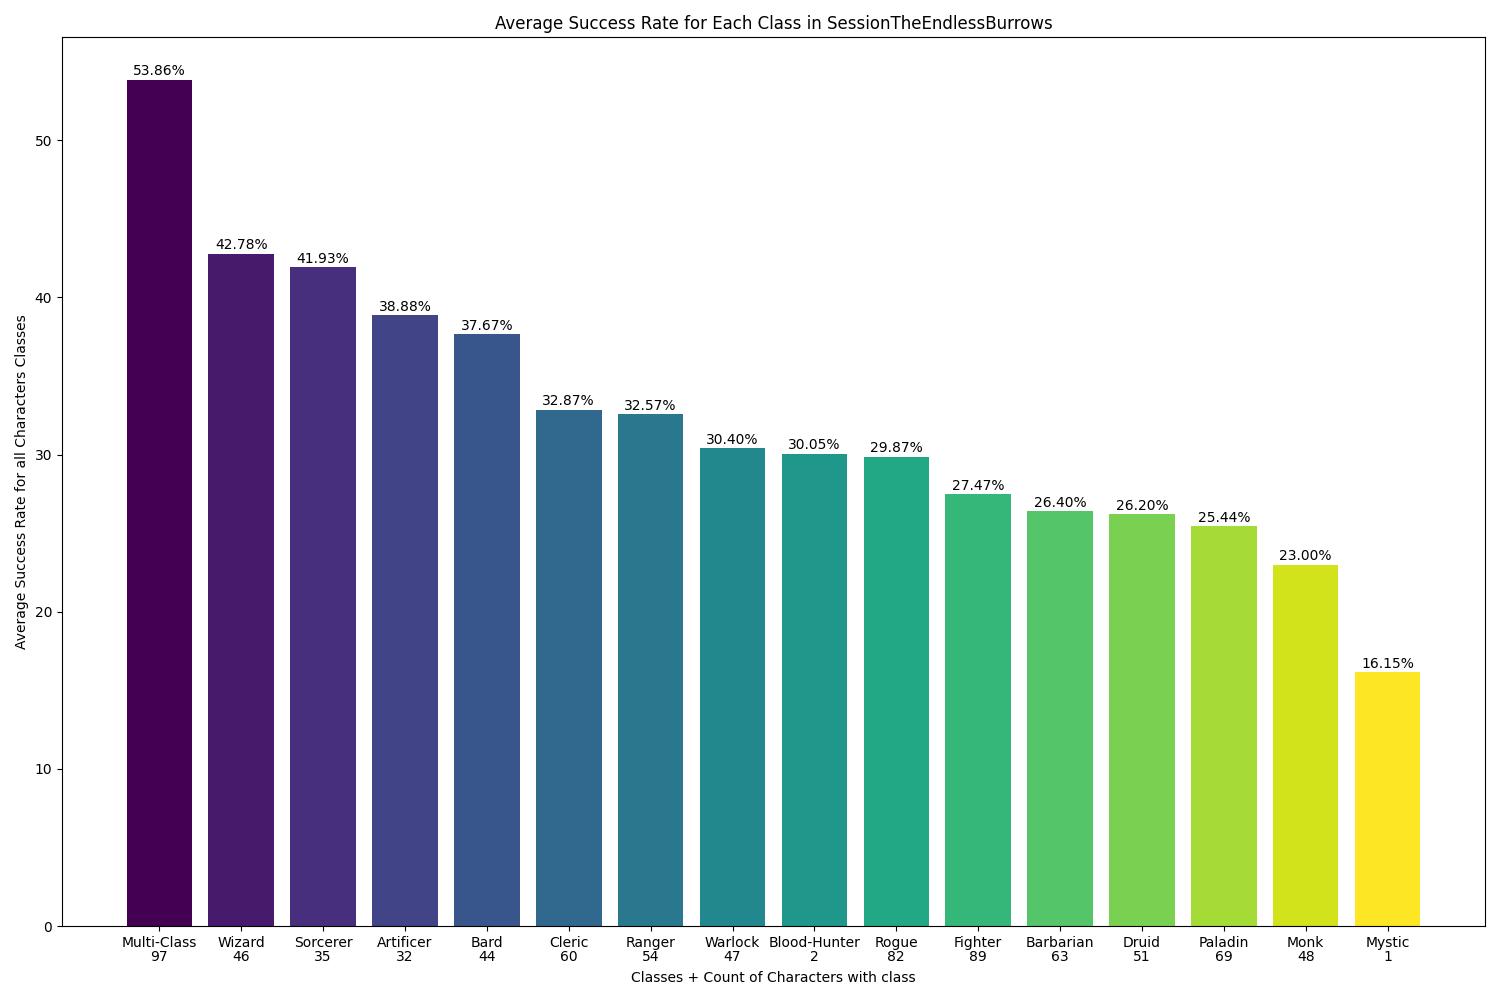 Average Success Rate for Each Class in SessionTheEndlessBurrows
Average Success Rate for all Characters Classes
50
40
30
20
10
0
53.86%
42.78%
41.93%
38.88%
37.67%
32.87%
32.57%
30.40%
30.05%
29.87%
27.47%
26.40%
26.20%
25.44%
23.00%
16.15%
Multi-Class
97
Wizard
46
Sorcerer
35
Artificer
32
Bard
44
Cleric
60
Ranger
54
Warlock
47
Blood-Hunter
2
Rogue
82
Fighter
89
Barbarian
63
Druid
51
Paladin
69
Monk
48
Mystic
1
Classes + Count of Characters with class